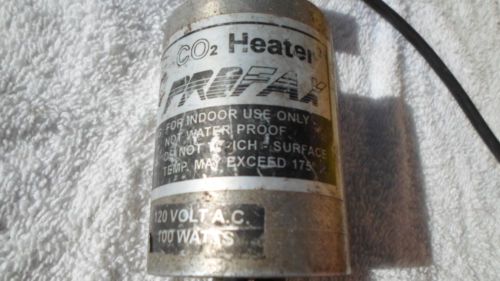 CO2 Heater
PROFAX
FOR INDOOR USE ONLY -
NOT WATER PROOF
NOT - SURFACE
TEMP. MAY EXCEED 175°
120 VOLT A.C.
100 WATTS